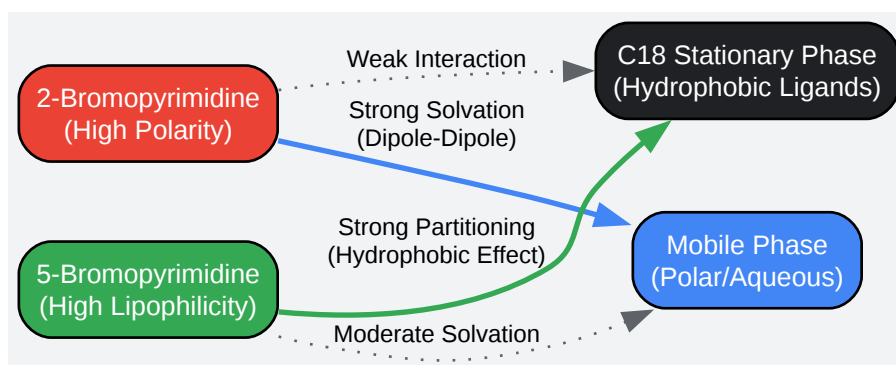 2-Bromopyrimidine
(High Polarity)
Weak Interaction
C18 Stationary Phase
(Hydrophobic Ligands)
Strong Solvation
(Dipole-Dipole)
5-Bromopyrimidine
(High Lipophilicity)
Strong Partitioning
(Hydrophobic Effect)
Mobile Phase
(Polar/Aqueous)
Moderate Solvation